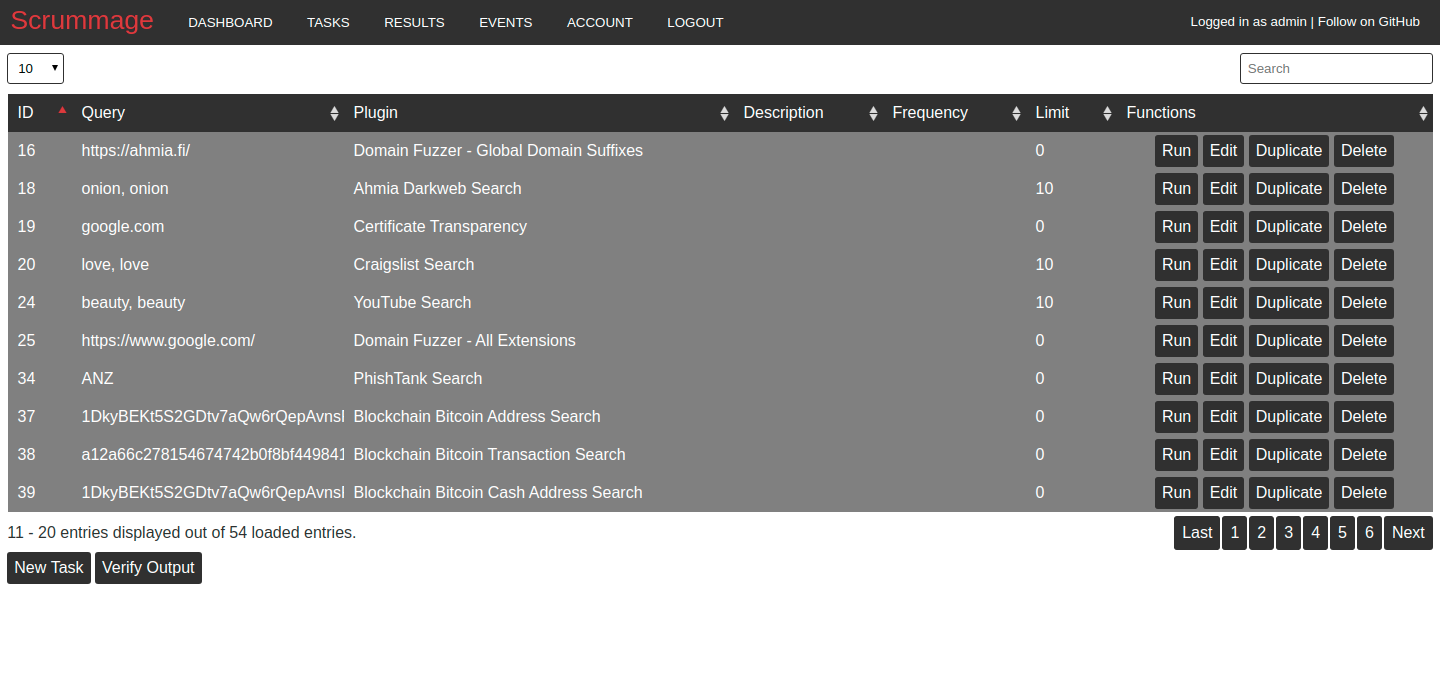 Scrummage DASHBOARD TASKS RESULTS EVENTS ACCOUNT LOGOUT Logged in as admin | Follow on GitHub
10 Search
ID Query Plugin Description Frequency Limit Functions
16 https://ahmia.fi/ Domain Fuzzer - Global Domain Suffixes 0 Run Edit Duplicate Delete
18 onion, onion Ahmia Darkweb Search 10 Run Edit Duplicate Delete
19 google.com Certificate Transparency 0 Run Edit Duplicate Delete
20 love, love Craigslist Search 10 Run Edit Duplicate Delete
24 beauty, beauty YouTube Search 10 Run Edit Duplicate Delete
25 https://www.google.com/ Domain Fuzzer - All Extensions 0 Run Edit Duplicate Delete
34 ANZ PhishTank Search 0 Run Edit Duplicate Delete
37 1DkyBEKt5S2GDtv7aQw6rQepAvnsI Blockchain Bitcoin Address Search 0 Run Edit Duplicate Delete
38 a12a66c278154674742b0f8bf449841 Blockchain Bitcoin Transaction Search 0 Run Edit Duplicate Delete
39 1DkyBEKt5S2GDtv7aQw6rQepAvnsI Blockchain Bitcoin Cash Address Search 0 Run Edit Duplicate Delete
11 - 20 entries displayed out of 54 loaded entries. Last 1 2 3 4 5 6 Next
New Task Verify Output